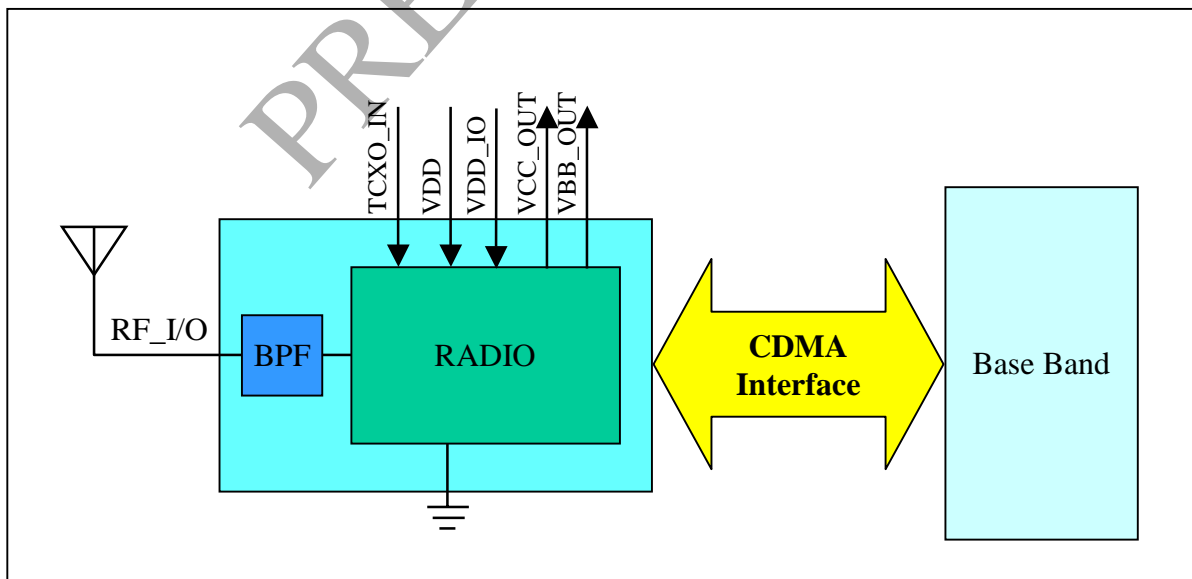 PRE
TCXO_IN
VDD
VDD_IO
VCC_OUT
VBB_OUT
RF_I/O
BPF
RADIO
CDMA
Interface
Base Band